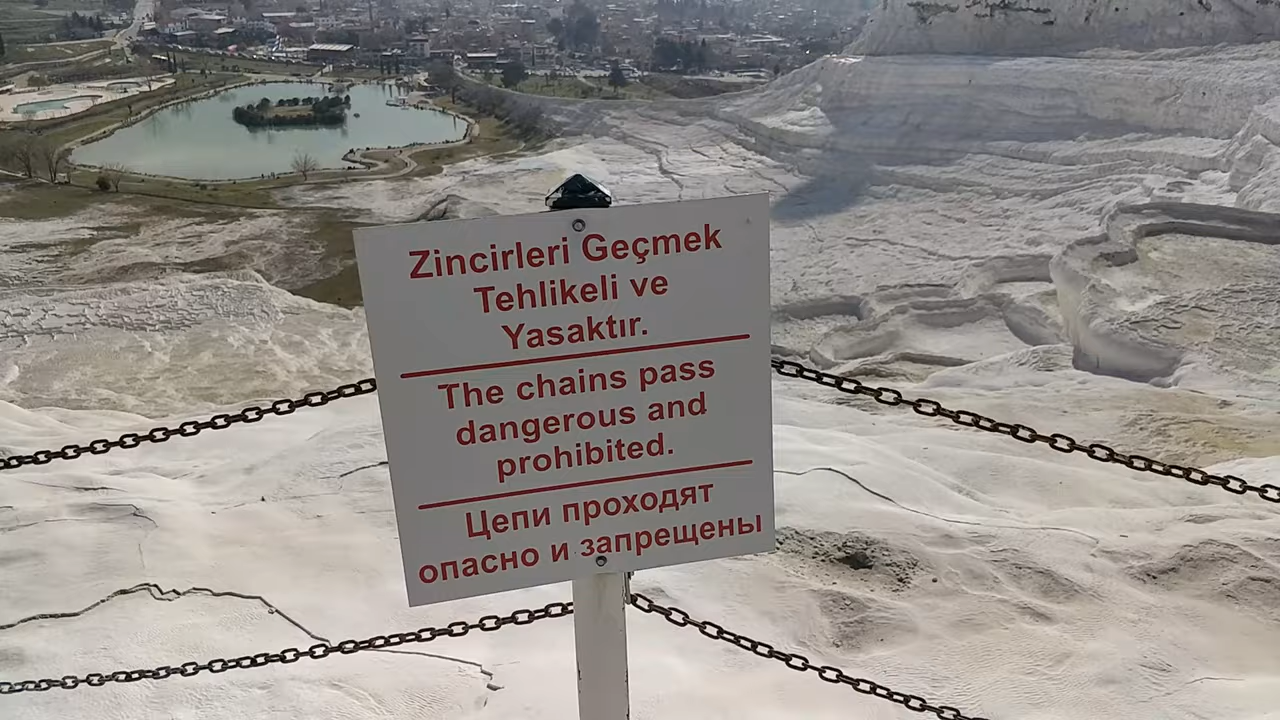 Zincirleri Geçmek
Tehlikeli ve
Yasaktır.
The chains pass
dangerous and
prohibited.
Цепи проходят
опасно и запрещены